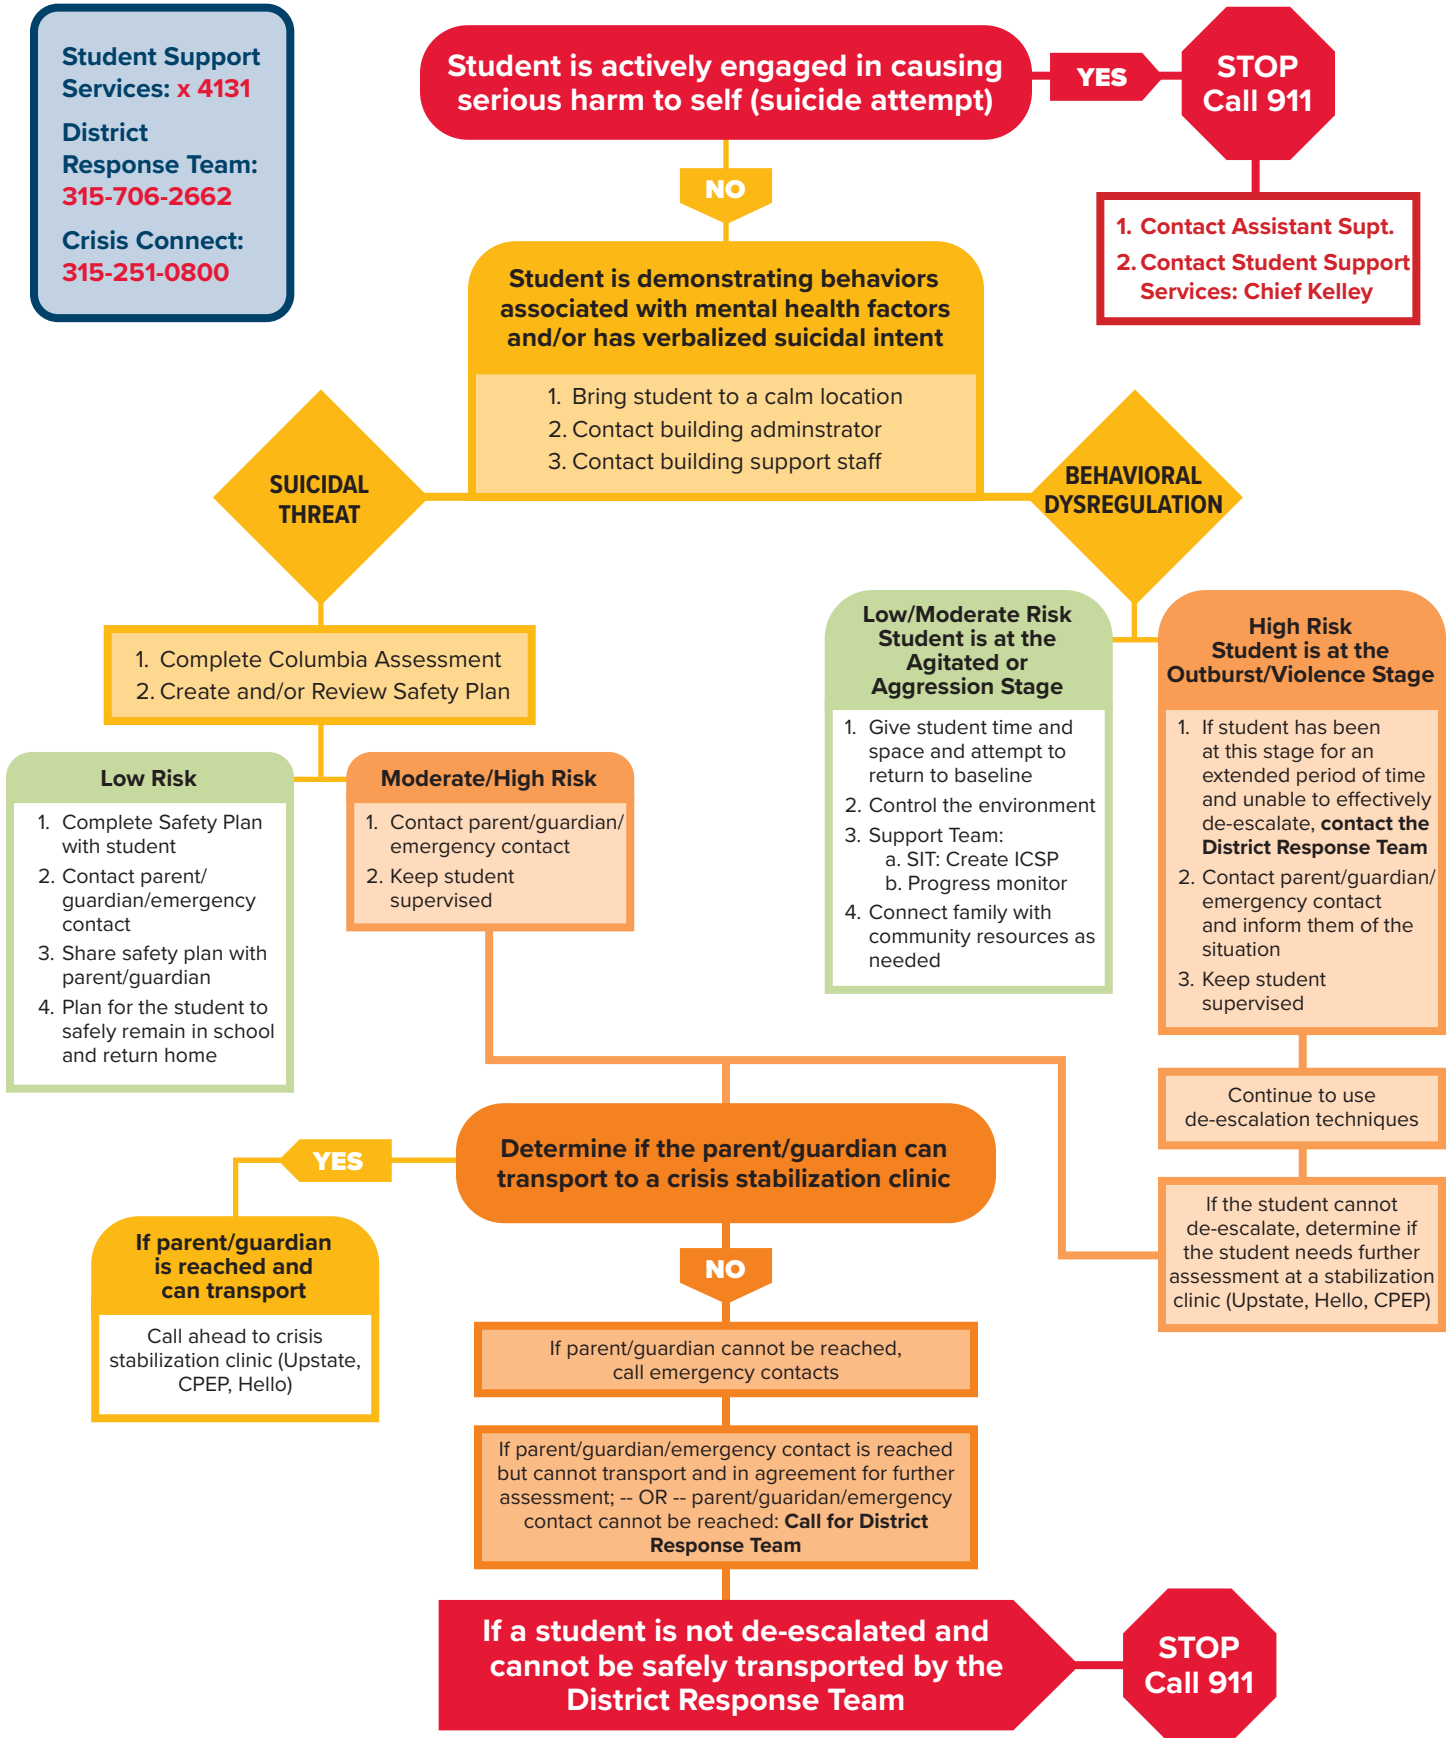 Student Support
Services: x 4131
District
Response Team:
315-706-2662
Crisis Connect:
315-251-0800
Student is actively engaged in causing
serious harm to self (suicide attempt)
YES
STOP
Call 911
1. Contact Assistant Supt.
2. Contact Student Support
Services: Chief Kelley
NO
Student is demonstrating behaviors
associated with mental health factors
and/or has verbalized suicidal intent
1. Bring student to a calm location
2. Contact building adminstrator
3. Contact building support staff
SUICIDAL
THREAT
BEHAVIORAL
DYSREGULATION
1. Complete Columbia Assessment
2. Create and/or Review Safety Plan
Low Risk
1. Complete Safety Plan
with student
2. Contact parent/
guardian/emergency
contact
3. Share safety plan with
parent/guardian
4. Plan for the student to
safely remain in school
and return home
Moderate/High Risk
1. Contact parent/guardian/
emergency contact
2. Keep student
supervised
Low/Moderate Risk
Student is at the
Agitated or
Aggression Stage
1. Give student time and
space and attempt to
return to baseline
2. Control the environment
3. Support Team:
a. SIT: Create ICSP
b. Progress monitor
4. Connect family with
community resources as
needed
High Risk
Student is at the
Outburst/Violence Stage
1. If student has been
at this stage for an
extended period of time
and unable to effectively
de-escalate, contact the
District Response Team
2. Contact parent/guardian/
emergency contact
and inform them of the
situation
3. Keep student
supervised
Continue to use
de-escalation techniques
If the student cannot
de-escalate, determine if
the student needs further
assessment at a stabilization
clinic (Upstate, Hello, CPEP)
Determine if the parent/guardian can
transport to a crisis stabilization clinic
YES
If parent/guardian
is reached and
can transport
Call ahead to crisis
stabilization clinic (Upstate,
CPEP, Hello)
NO
If parent/guardian cannot be reached,
call emergency contacts
If parent/guardian/emergency contact is reached
but cannot transport and in agreement for further
assessment; -- OR -- parent/guaridan/emergency
contact cannot be reached: Call for District
Response Team
If a student is not de-escalated and
cannot be safely transported by the
District Response Team
STOP
Call 911